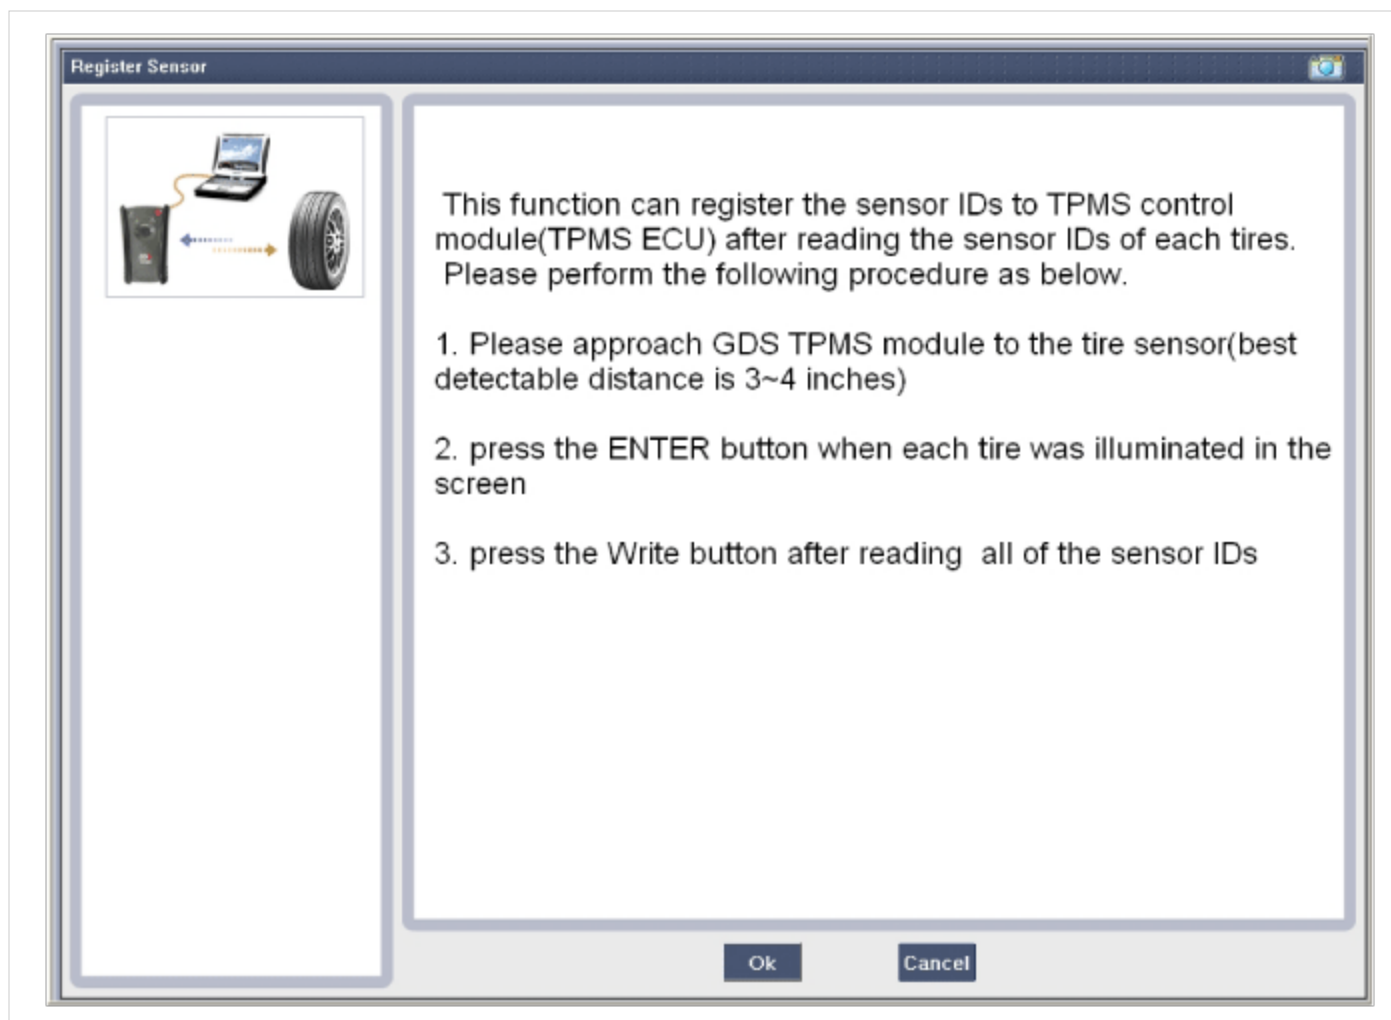 Register Sensor
This function can register the sensor IDs to TPMS control
module(TPMS ECU) after reading the sensor IDs of each tires.
Please perform the following procedure as below.
1. Please approach GDS TPMS module to the tire sensor(best
detectable distance is 3~4 inches)
2. press the ENTER button when each tire was illuminated in the
screen
3. press the Write button after reading  all of the sensor IDs
Ok
Cancel